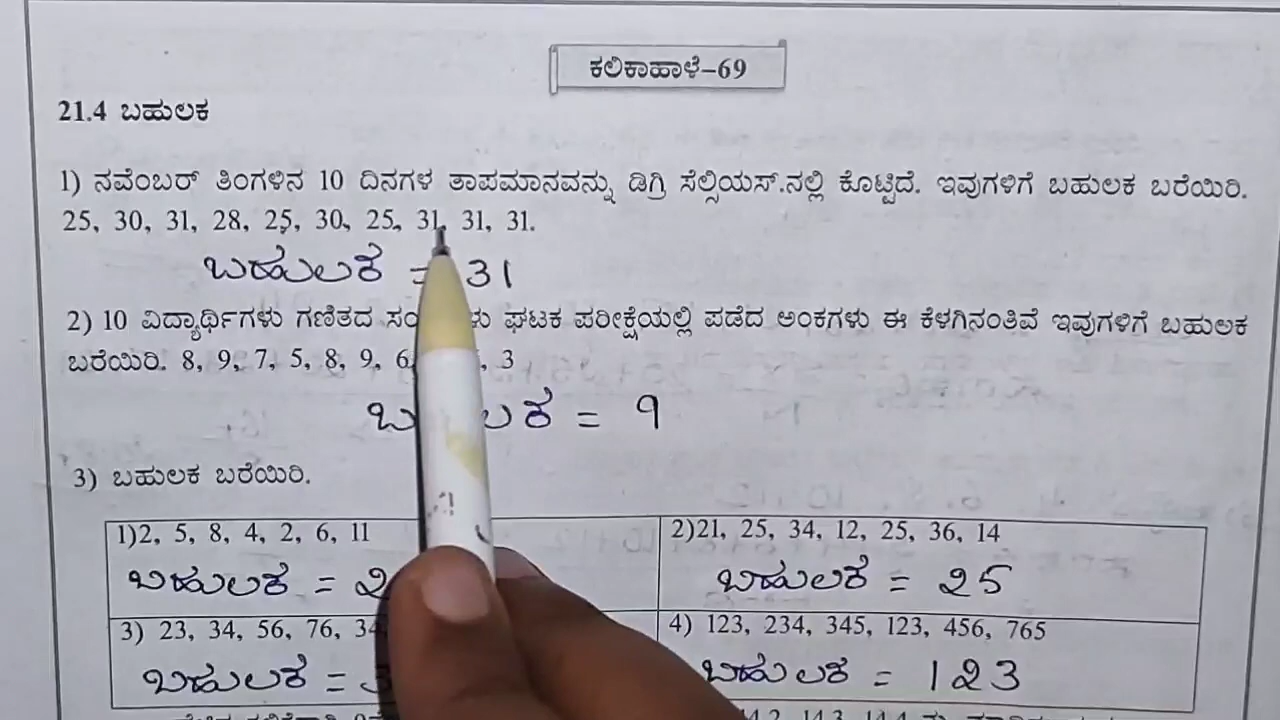 ಕಲಿಕಾಹಾಳೆ-69
21.4 ಬಹುಲಕ
1) ನವೆಂಬರ್ ತಿಂಗಳಿನ 10 ದಿನಗಳ ತಾಪಮಾನವನ್ನು ಡಿಗ್ರಿ ಸೆಲ್ಸಿಯಸ್.ನಲ್ಲಿ ಕೊಟ್ಟಿದೆ. ಇವುಗಳಿಗೆ ಬಹುಲಕ ಬರೆಯಿರಿ.
25, 30, 31, 28, 25, 30, 25, 31, 31, 31.
ಬಹುಲಕ = 31
2) 10 ವಿದ್ಯಾರ್ಥಿಗಳು ಗಣಿತದ ಘಟಕ ಪರೀಕ್ಷೆಯಲ್ಲಿ ಪಡೆದ ಅಂಕಗಳು ಈ ಕೆಳಗಿನಂತಿವೆ ಇವುಗಳಿಗೆ ಬಹುಲಕ
ಬರೆಯಿರಿ. 8, 9, 7, 5, 8, 9, 6, 3
= 9
3) ಬಹುಲಕ ಬರೆಯಿರಿ.
1)2, 5, 8, 4, 2, 6, 11
ಬಹುಲಕ = 2
2)21, 25, 34, 12, 25, 36, 14
ಬಹುಲಕ = 25
3) 23, 34, 56, 76,
ಬಹುಲಕ =
4) 123, 234, 345, 123, 456, 765
ಬಹುಲಕ = 123